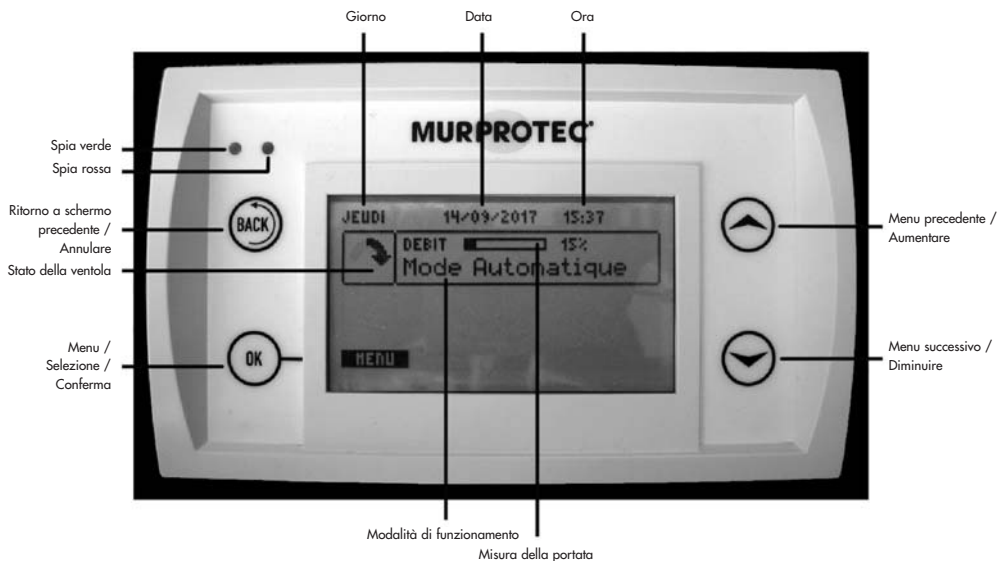 Giorno
Data
Ora
MURPROTEC
Spia verde
Spia rossa
Ritorno a schermo
precedente /
Annulare
Stato della ventola
Menu /
Selezione /
Conferma
BACK
OK
JEUDI 14/09/2017 15:37
DEBIT 15%
Mode Automatique
MENU
Menu precedente /
Aumentare
Menu successivo /
Diminuire
Modalità di funzionamento
Misura della portata